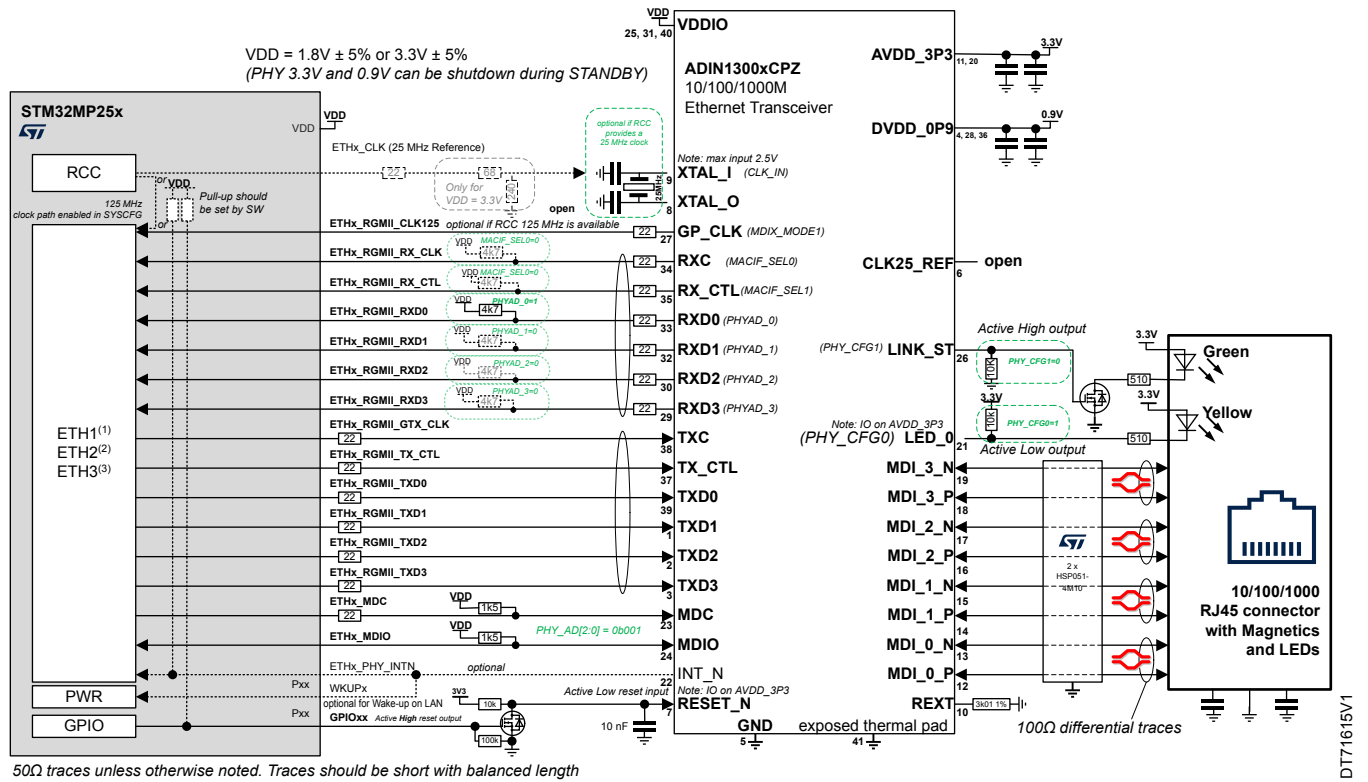 VDD
25, 31, 40
VDDIO
VDD = 1.8V ± 5% or 3.3V ± 5%
(PHY 3.3V and 0.9V can be shutdown during STANDBY)
ADIN1300xCPZ
10/100/1000M
Ethernet Transceiver
AVDD_3P3
11, 20
3.3V
DVDD_0P9
4, 28, 36
0.9V
STM32MP25x
VDD
VDD
RCC
ETHx_CLK (25 MHz Reference)
22
68
240
Only for
VDD = 3.3V
optional if RCC
provides a
25 MHz clock
25MHz
open
Note: max input 2.5V
XTAL_I (CLK_IN)
9
XTAL_O
8
or
VDD
Pull-up should
be set by SW
125 MHz
clock path enabled in SYSCFG
or
ETHx_RGMII_CLK125
optional if RCC 125 MHz is available
22
27
GP_CLK (MDIX_MODE1)
ETHx_RGMII_RX_CLK
VDD
MACIF_SEL0=0
4k7
22
34
RXC (MACIF_SEL0)
CLK25_REF
6
open
ETHx_RGMII_RX_CTL
VDD
MACIF_SEL0=0
4k7
22
35
RX_CTL(MACIF_SEL1)
ETHx_RGMII_RXD0
VDD
PHYAD_0=1
4k7
22
33
RXD0 (PHYAD_0)
ETHx_RGMII_RXD1
VDD
PHYAD_1=0
4k7
22
32
RXD1 (PHYAD_1)
ETHx_RGMII_RXD2
VDD
PHYAD_2=0
4k7
22
30
RXD2 (PHYAD_2)
ETHx_RGMII_RXD3
VDD
PHYAD_3=0
4k7
22
29
RXD3 (PHYAD_3)
Active High output
(PHY_CFG1) LINK_ST
26
10K
PHY_CFG1=0
3.3V
Green
510
3.3V
10k
PHY_CFG0=1
3.3V
Yellow
510
Note: IO on AVDD_3P3
(PHY_CFG0) LED_0
21
Active Low output
ETH1(1)
ETH2(2)
ETH3(3)
ETHx_RGMII_GTX_CLK
22
38
TXC
ETHx_RGMII_TX_CTL
22
37
TX_CTL
ETHx_RGMII_TXD0
22
39
TXD0
ETHx_RGMII_TXD1
22
1
TXD1
ETHx_RGMII_TXD2
22
2
TXD2
ETHx_RGMII_TXD3
22
3
TXD3
ETHx_MDC
22
VDD
1k5
23
MDC
ETHx_MDIO
VDD
1k5
PHY_AD[2:0] = 0b001
24
MDIO
MDI_3_N
19
MDI_3_P
18
MDI_2_N
17
MDI_2_P
16
MDI_1_N
15
MDI_1_P
14
MDI_0_N
13
MDI_0_P
12
2 x
HSP051-
4M10
10/100/1000
RJ45 connector
with Magnetics
and LEDs
ETHx_PHY_INTN
optional
22
INT_N
PWR
Pxx
WKUPx
optional for Wake-up on LAN
GPIO
Pxx
GPIOxx Active High reset output
3V3
10k
100k
Active Low reset input
10 nF
Note: IO on AVDD_3P3
7
RESET_N
REXT
10
3k01 1%
100Ω differential traces
GND
5
exposed thermal pad
41
50Ω traces unless otherwise noted. Traces should be short with balanced length
DT71615V1